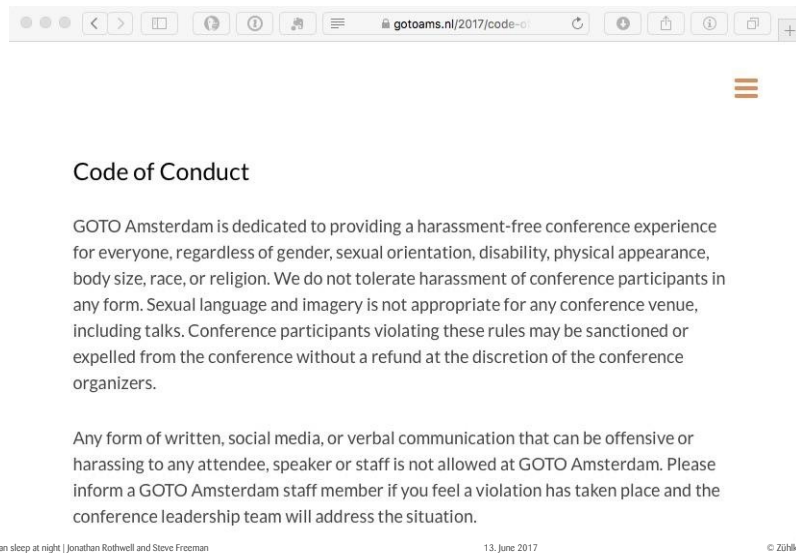 gotoams.nl/2017/code-o
Code of Conduct
GOTO Amsterdam is dedicated to providing a harassment-free conference experience
for everyone, regardless of gender, sexual orientation, disability, physical appearance,
body size, race, or religion. We do not tolerate harassment of conference participants in
any form. Sexual language and imagery is not appropriate for any conference venue,
including talks. Conference participants violating these rules may be sanctioned or
expelled from the conference without a refund at the discretion of the conference
organizers.
Any form of written, social media, or verbal communication that can be offensive or
harassing to any attendee, speaker or staff is not allowed at GOTO Amsterdam. Please
inform a GOTO Amsterdam staff member if you feel a violation has taken place and the
conference leadership team will address the situation.
an sleep at night | Jonathan Rothwell and Steve Freeman 13. June 2017 © Zühlk